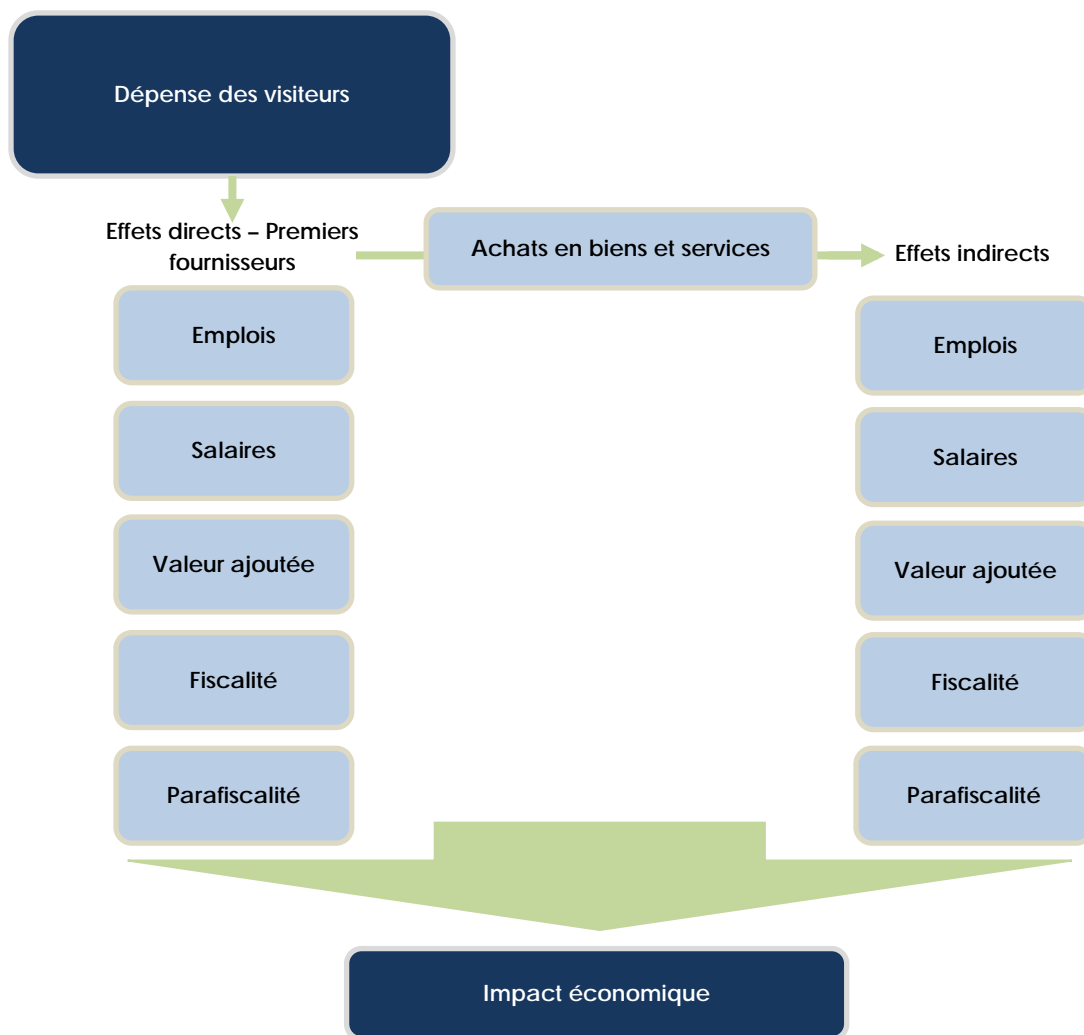 Dépense des visiteurs
Effets directs – Premiers
fournisseurs
Achats en biens et services
Effets indirects
Emplois
Salaires
Valeur ajoutée
Fiscalité
Parafiscalité
Emplois
Salaires
Valeur ajoutée
Fiscalité
Parafiscalité
Impact économique